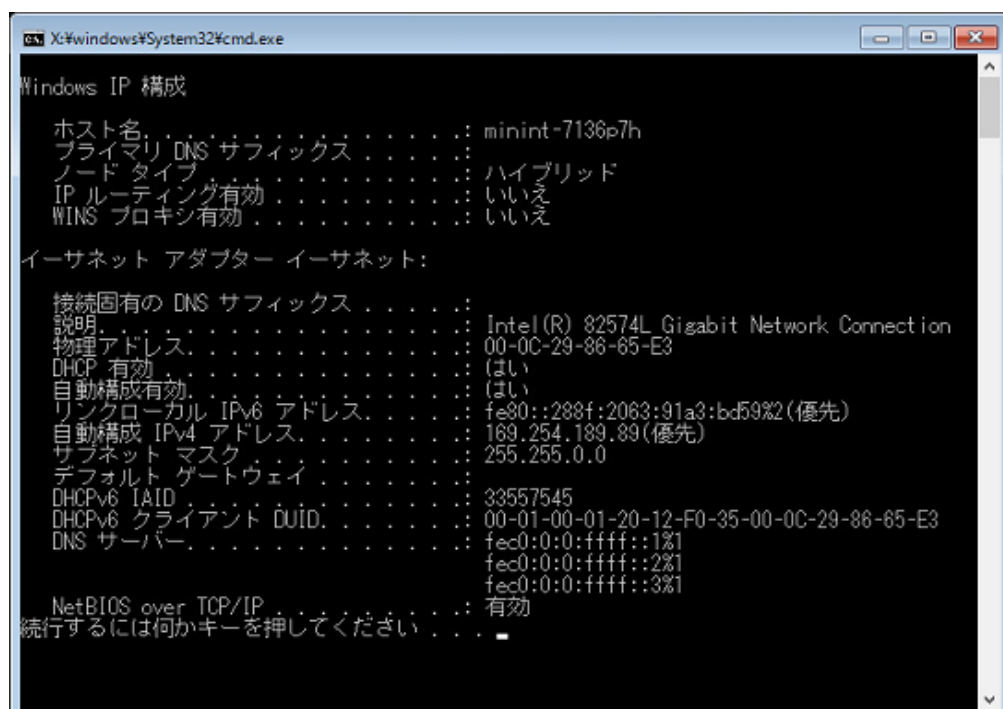 X:¥windows¥System32¥cmd.exe
Windows IP 構成
ホスト名. . . . . . . . . . . . . . .: minint-7136p7h
プライマリ DNS サフィックス . . . . .:
ノード タイプ . . . . . . . . . . . .: ハイブリッド
IP ルーティング有効 . . . . . . . . .: いいえ
WINS プロキシ有効 . . . . . . . . . .: いいえ
イーサネット アダプター イーサネット:
接続固有の DNS サフィックス . . . . .:
説明. . . . . . . . . . . . . . . . .: Intel(R) 82574L Gigabit Network Connection
物理アドレス. . . . . . . . . . . . .: 00-0C-29-86-65-E3
DHCP 有効 . . . . . . . . . . . . . .: はい
自動構成有効. . . . . . . . . . . . .: はい
リンクローカル IPv6 アドレス. . . . .: fe80::288f:2063:91a3:bd59%2(優先)
自動構成 IPv4 アドレス. . . . . . . .: 169.254.189.89(優先)
サブネット マスク . . . . . . . . . .: 255.255.0.0
デフォルト ゲートウェイ . . . . . . .:
DHCPv6 IAID . . . . . . . . . . . . .: 33557545
DHCPv6 クライアント DUID. . . . . . .: 00-01-00-01-20-12-F0-35-00-0C-29-86-65-E3
DNS サーバー. . . . . . . . . . . . .: fec0:0:0:ffff::1%1
fec0:0:0:ffff::2%1
fec0:0:0:ffff::3%1
NetBIOS over TCP/IP . . . . . . . . .: 有効
続行するには何かキーを押してください . . .